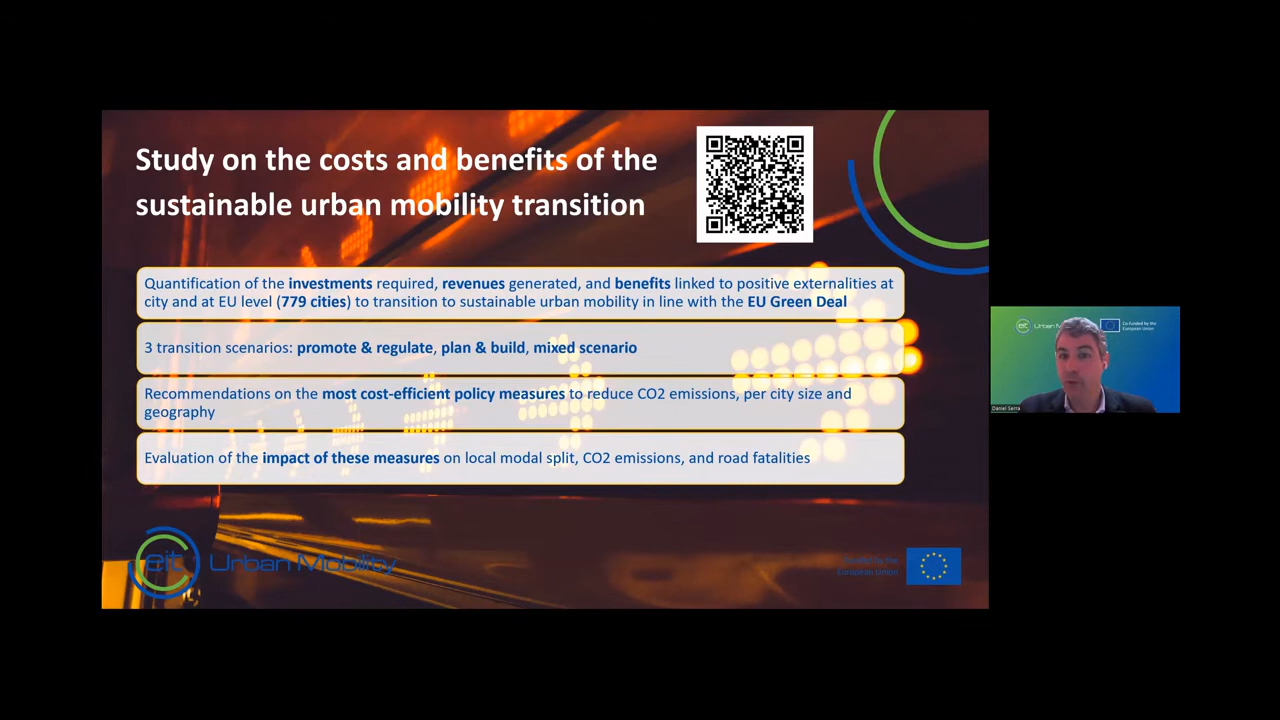 Study on the costs and benefits of the
sustainable urban mobility transition
Quantification of the investments required, revenues generated, and benefits linked to positive externalities at
city and at EU level (779 cities) to transition to sustainable urban mobility in line with the EU Green Deal
3 transition scenarios: promote & regulate, plan & build, mixed scenario
Recommendations on the most cost-efficient policy measures to reduce CO2 emissions, per city size and
geography
Evaluation of the impact of these measures on local modal split, CO2 emissions, and road fatalities
eit Urban Mobility
Funded by the
European Union
eit Urban M
Co-funded by the
European Union
Daniel Serra